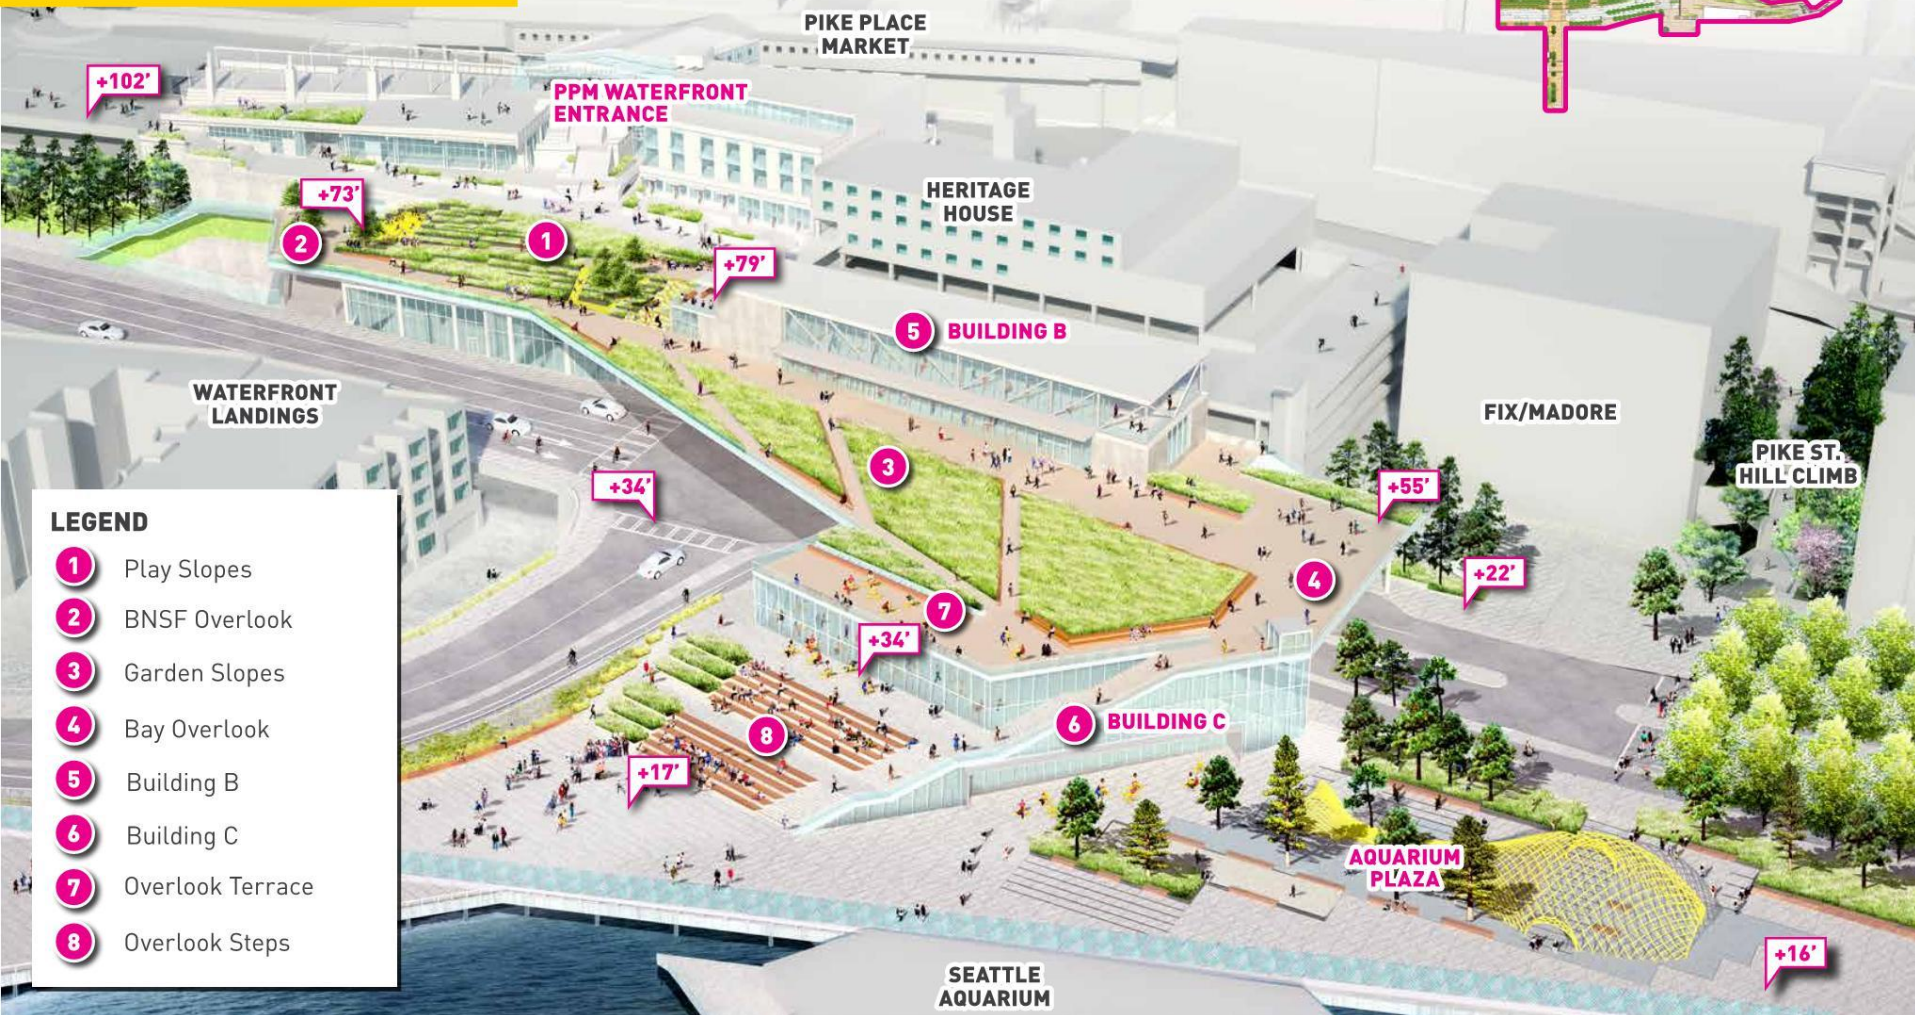 PIKE PLACE
MARKET
+102'
PPM WATERFRONT
ENTRANCE
+73'
HERITAGE
HOUSE
2
1
+79'
5 BUILDING B
WATERFRONT
LANDINGS
FIX/MADORE
PIKE ST.
HILL CLIMB
3
+34'
+55'
+22'
4
7
+34'
6 BUILDING C
8
+17'
AQUARIUM
PLAZA
+16'
SEATTLE
AQUARIUM
LEGEND
1 Play Slopes
2 BNSF Overlook
3 Garden Slopes
4 Bay Overlook
5 Building B
6 Building C
7 Overlook Terrace
8 Overlook Steps